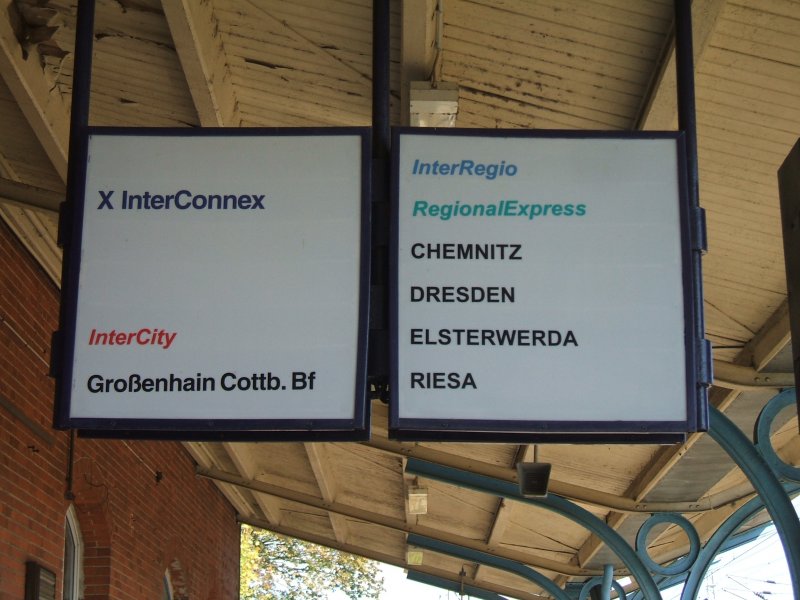 X InterConnex
InterCity
Großenhain Cottb. Bf
InterRegio
RegionalExpress
CHEMNITZ
DRESDEN
ELSTERWERDA
RIESA